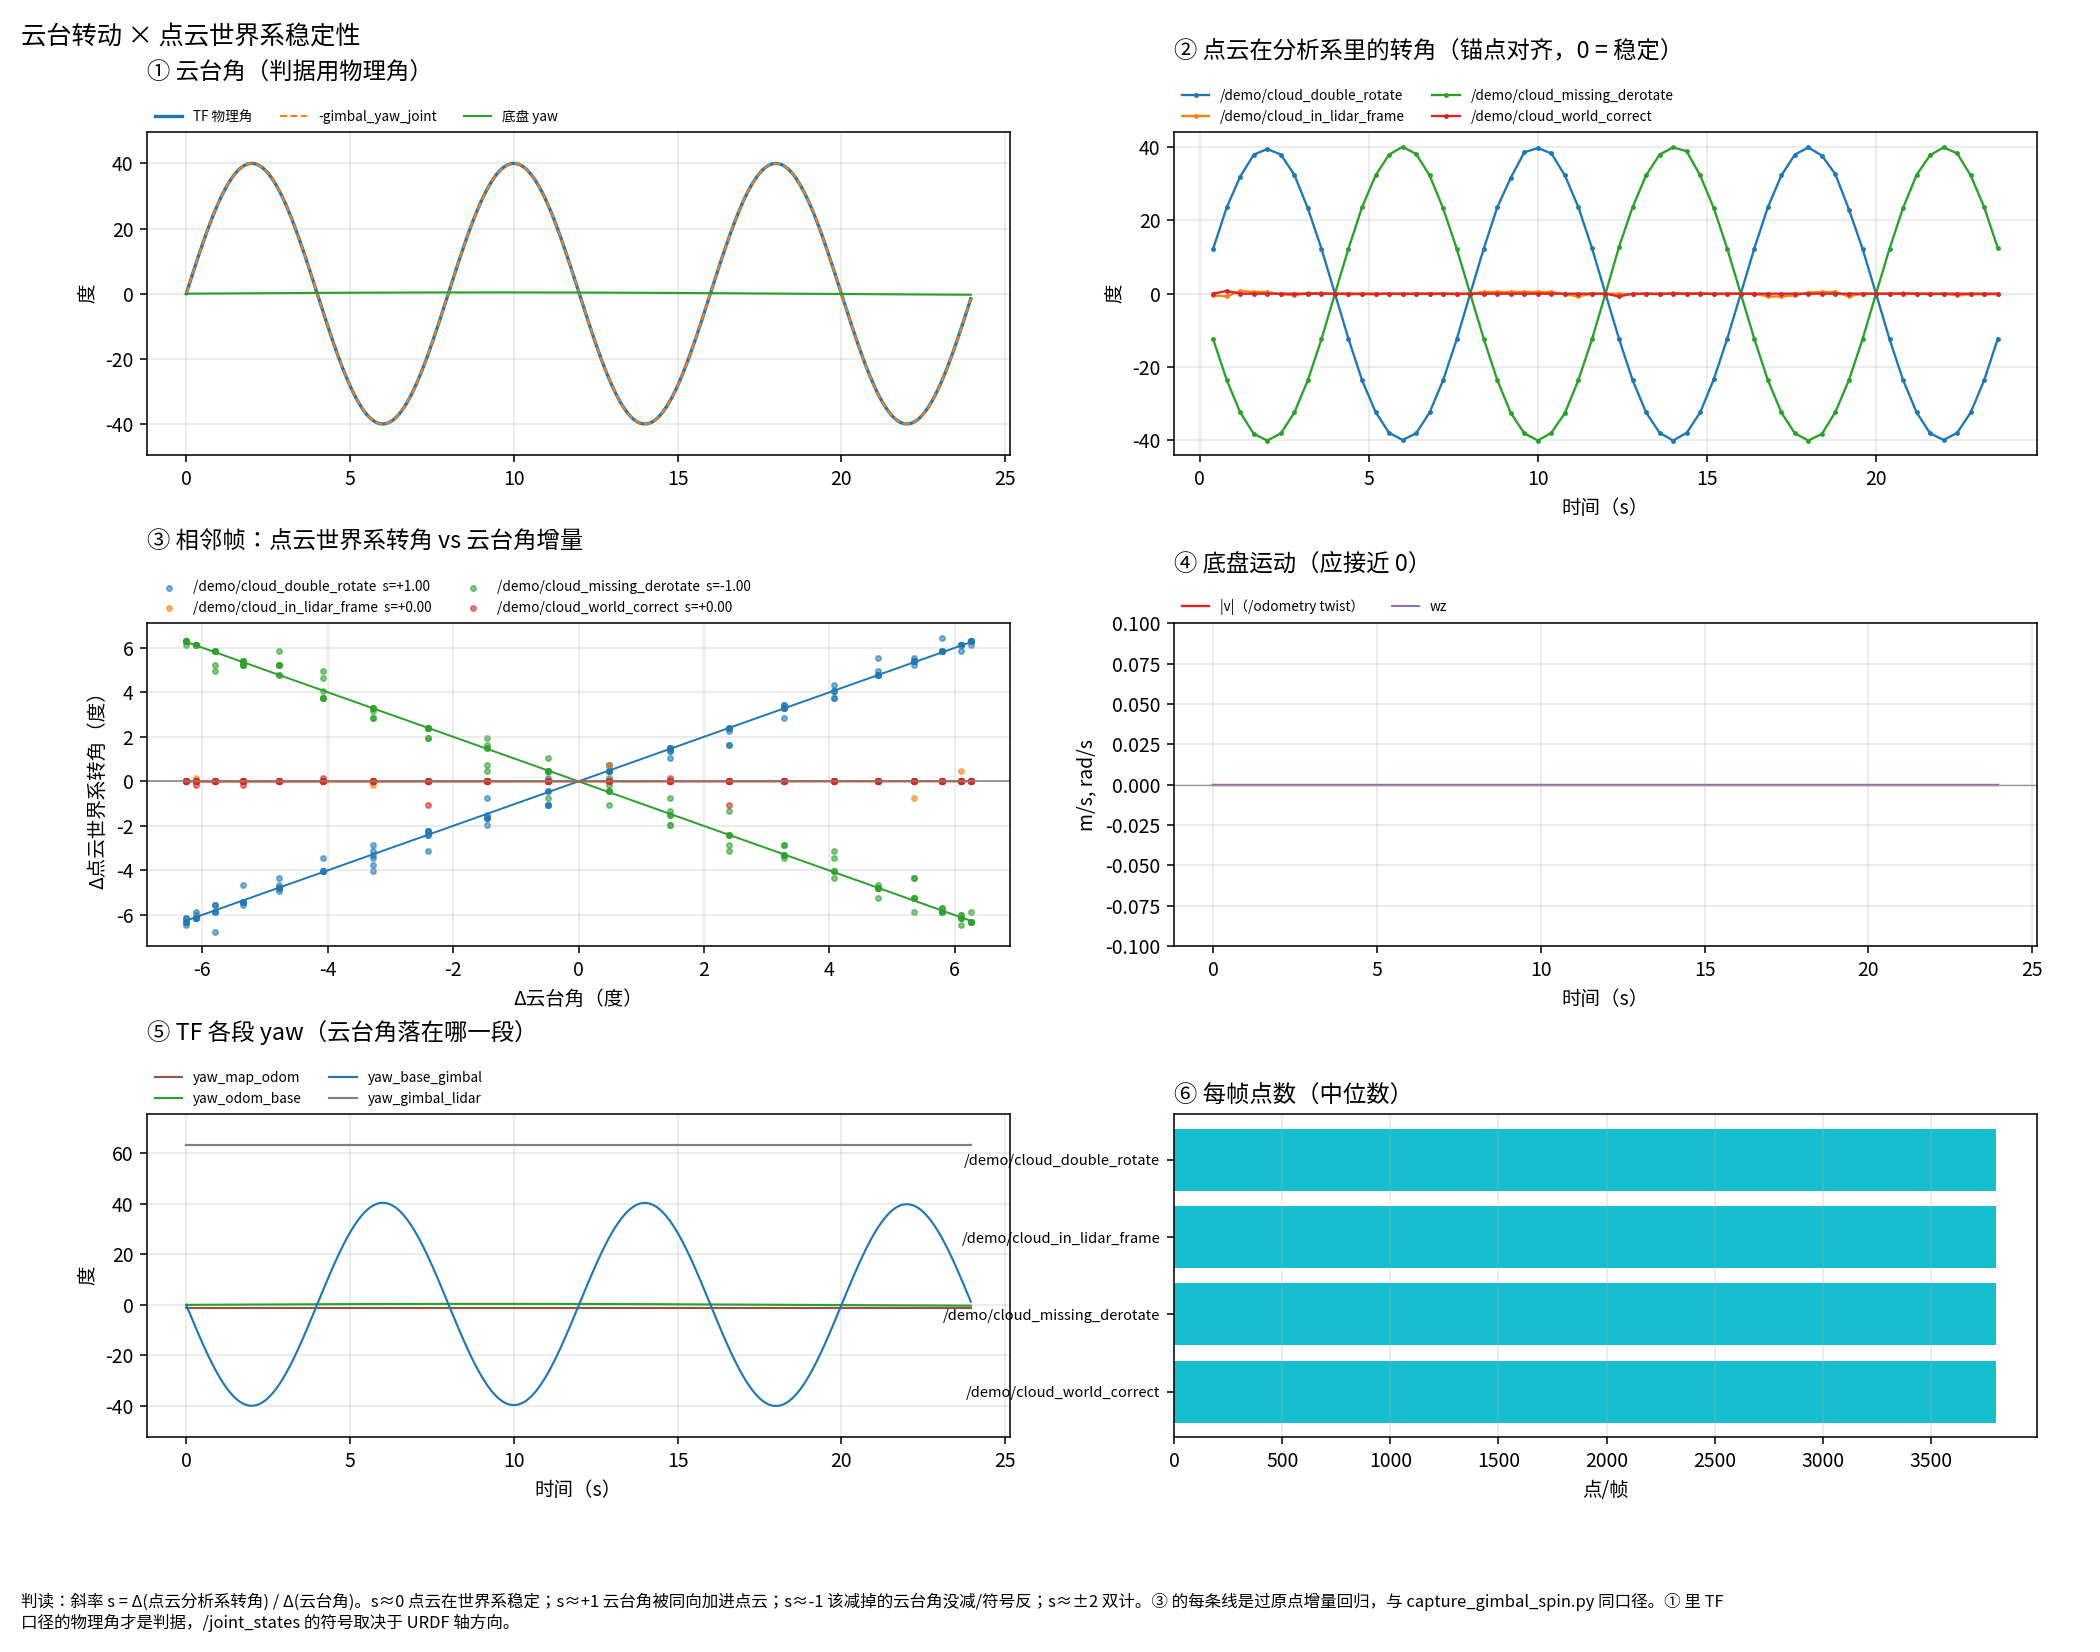 云台转动 × 点云世界系稳定性
① 云台角（判据用物理角）
TF 物理角
-gimbal_yaw_joint
底盘 yaw
度
40
20
0
-20
-40
0
5
10
15
20
25
② 点云在分析系里的转角（锚点对齐，0 = 稳定）
/demo/cloud_double_rotate
/demo/cloud_missing_derotate
/demo/cloud_in_lidar_frame
/demo/cloud_world_correct
度
40
20
0
-20
-40
0
5
10
15
20
时间（s）
③ 相邻帧：点云世界系转角 vs 云台角增量
/demo/cloud_double_rotate s=+1.00
/demo/cloud_missing_derotate s=-1.00
/demo/cloud_in_lidar_frame s=+0.00
/demo/cloud_world_correct s=+0.00
Δ点云世界系转角（度）
6
4
2
0
-2
-4
-6
-6
-4
-2
0
2
4
6
Δ云台角（度）
④ 底盘运动（应接近 0）
|v|（/odometry twist）
wz
m/s, rad/s
0.100
0.075
0.050
0.025
0.000
-0.025
-0.050
-0.075
-0.100
0
5
10
15
20
25
时间（s）
⑤ TF 各段 yaw（云台角落在哪一段）
yaw_map_odom
yaw_base_gimbal
yaw_odom_base
yaw_gimbal_lidar
度
60
40
20
0
-20
-40
0
5
10
15
20
25
时间（s）
⑥ 每帧点数（中位数）
/demo/cloud_double_rotate
/demo/cloud_in_lidar_frame
/demo/cloud_missing_derotate
/demo/cloud_world_correct
0
500
1000
1500
2000
2500
3000
3500
点/帧
判读：斜率 s = Δ(点云分析系转角) / Δ(云台角)。s≈0 点云在世界系稳定；s≈+1 云台角被同向加进点云；s≈-1 该减掉的云台角没减/符号反；s≈±2 双计。③ 的每条线是过原点增量回归，与 capture_gimbal_spin.py 同口径。① 里 TF
口径的物理角才是判据，/joint_states 的符号取决于 URDF 轴方向。